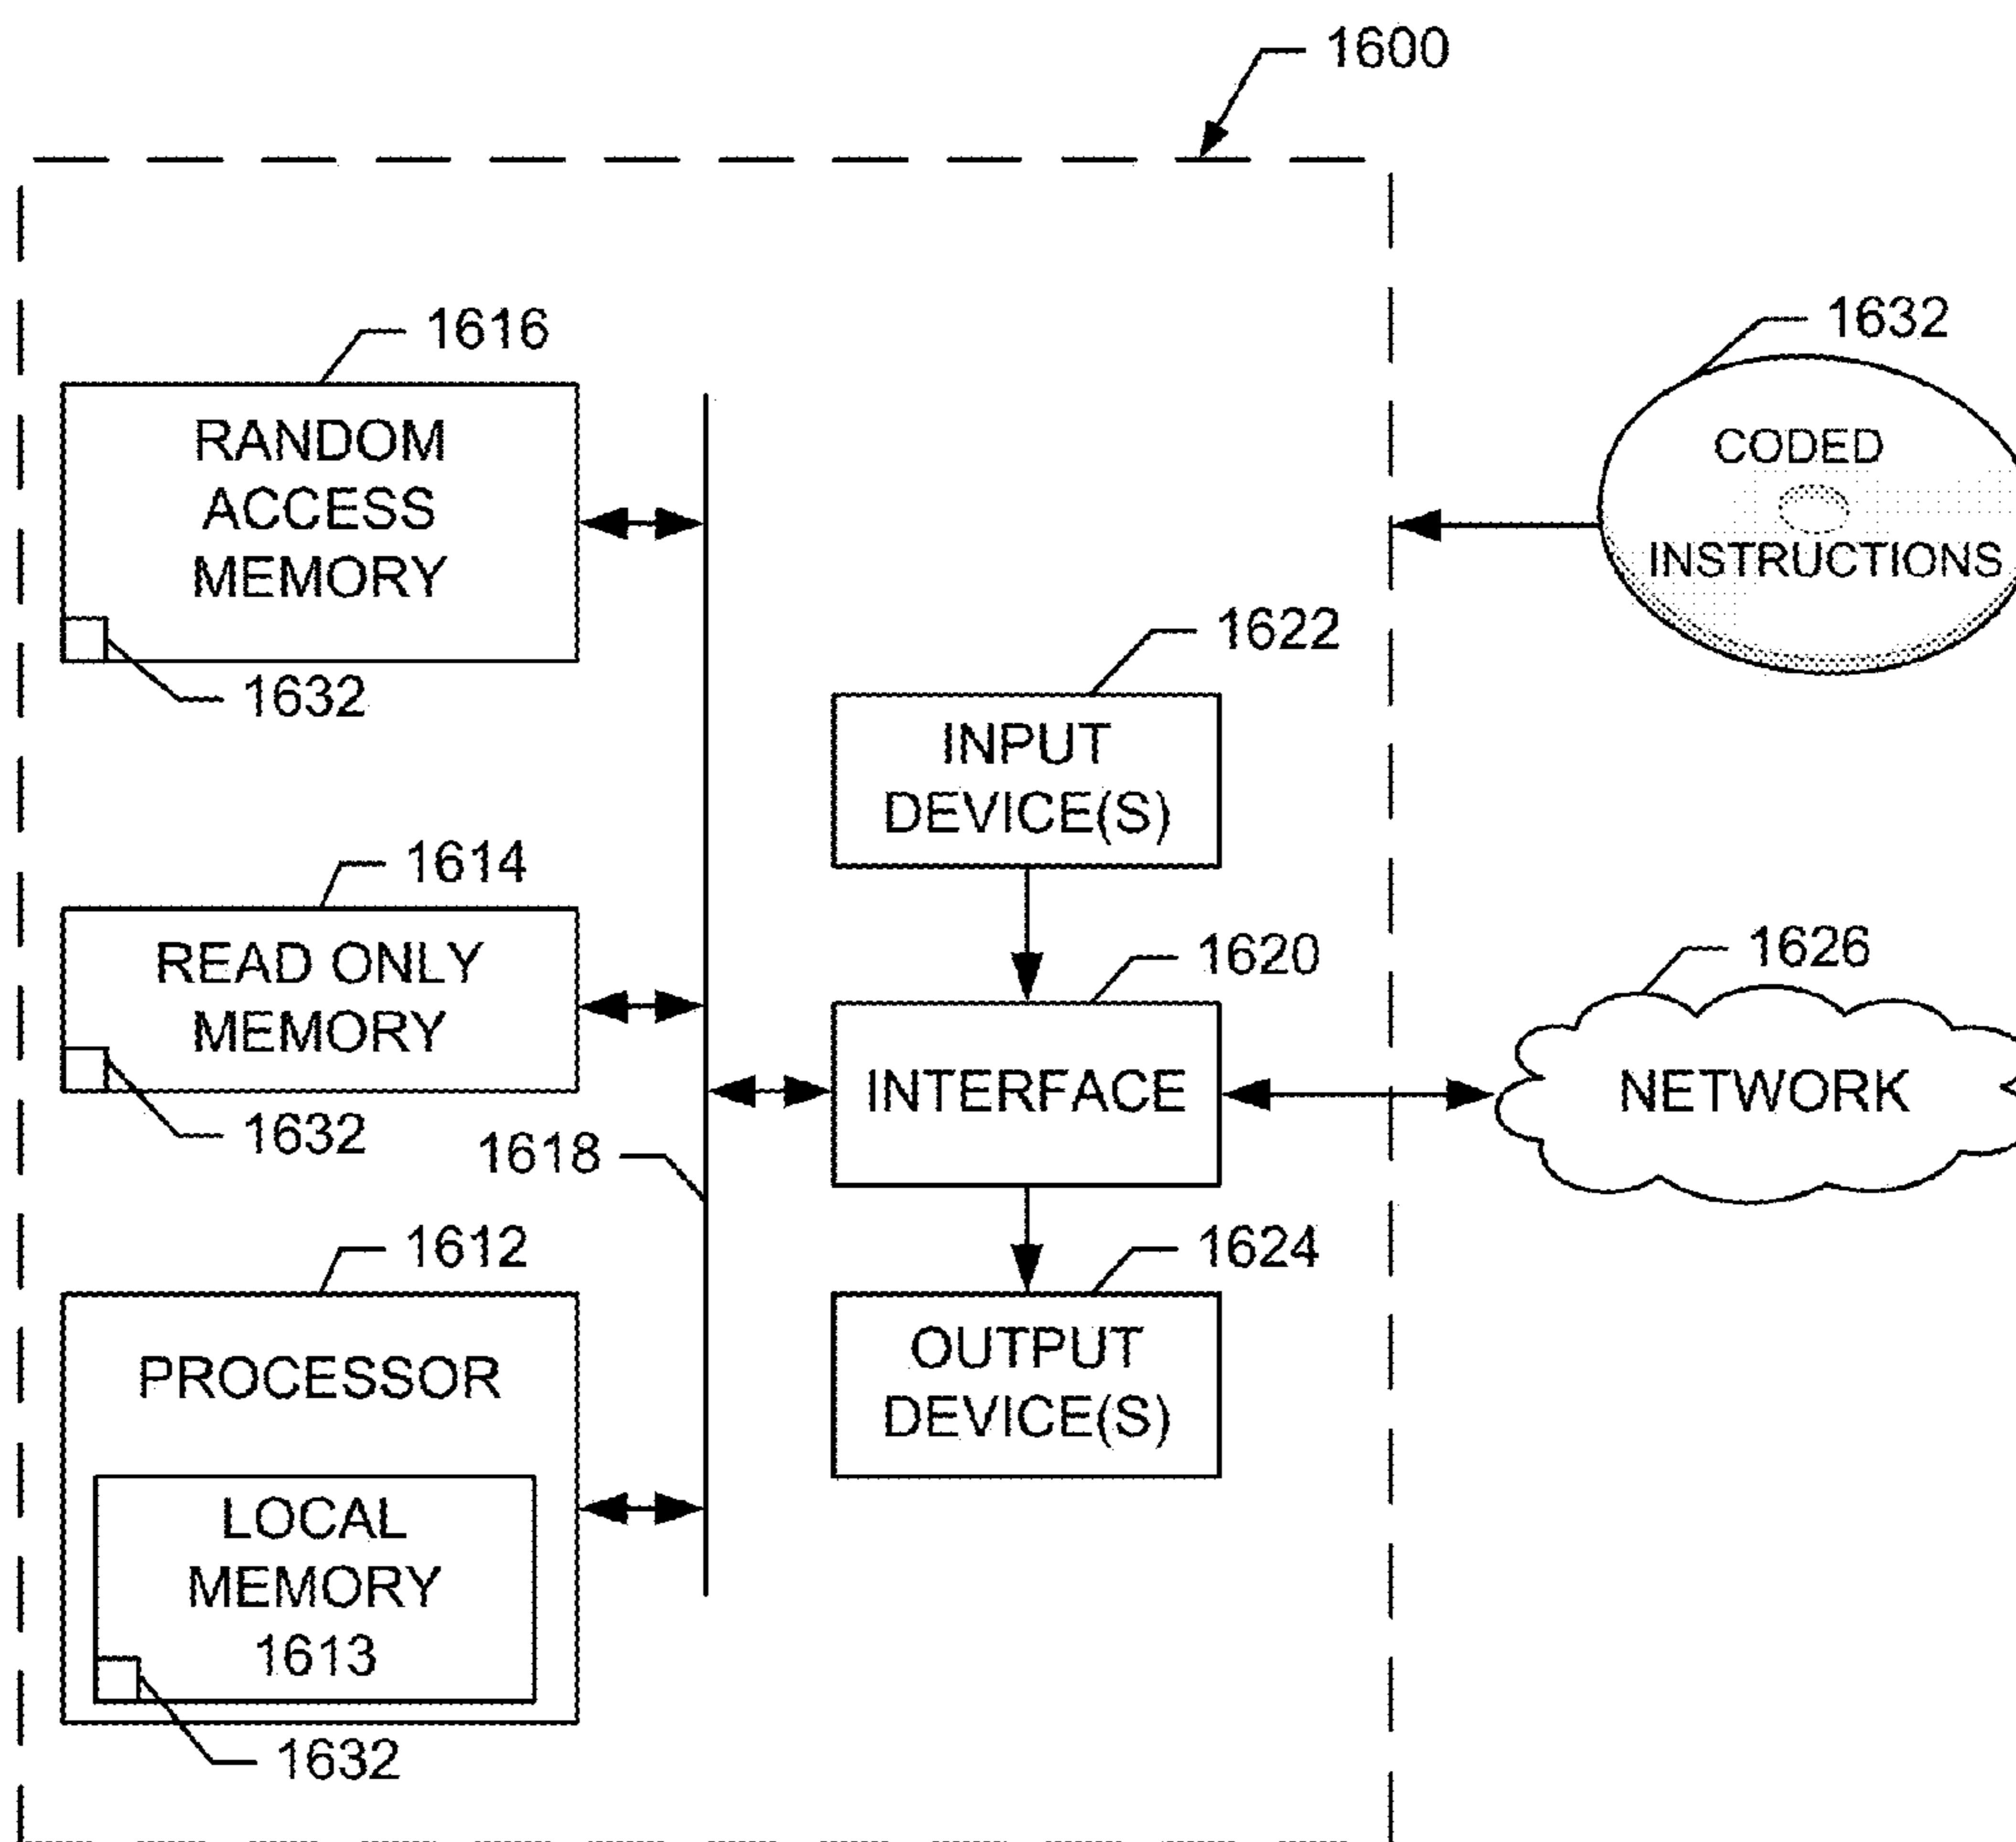 1600
1616
RANDOM
ACCESS
MEMORY
1632
1632
CODED
INSTRUCTIONS
1622
INPUT
DEVICE(S)
1614
READ ONLY
MEMORY
1632
1618
1620
INTERFACE
1626
NETWORK
1612
PROCESSOR
LOCAL
MEMORY
1613
1632
1624
OUTPUT
DEVICE(S)